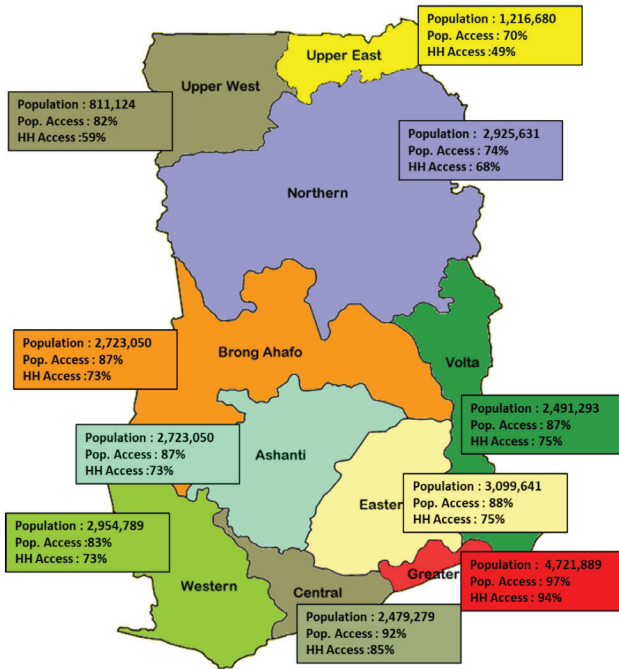 Population : 1,216,680
Pop. Access : 70%
HH Access :49%
Upper East
Upper West
Population : 811,124
Pop. Access : 82%
HH Access :59%
Population : 2,925,631
Pop. Access : 74%
HH Access : 68%
Northern
Population : 2,723,050
Pop. Access : 87%
HH Access :73%
Brong Ahafo
Volta
Population : 2,491,293
Pop. Access : 87%
HH Access : 75%
Population : 2,723,050
Pop. Access : 87%
HH Access :73%
Ashanti
Easter
Population : 3,099,641
Pop. Access : 88%
HH Access : 75%
Population : 2,954,789
Pop. Access :83%
HH Access : 73%
Western
Central
Greater
Population : 4,721,889
Pop. Access : 97%
HH Access : 94%
Population : 2,479,279
Pop. Access : 92%
HH Access :85%